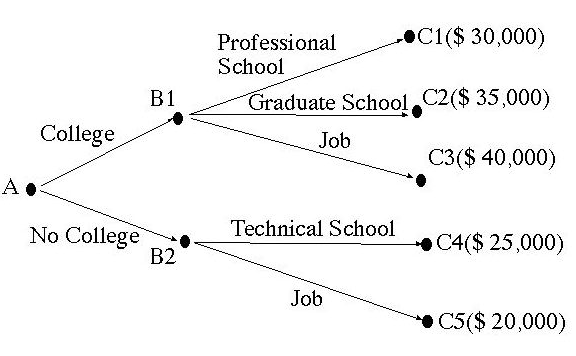 Professional
School
C1($ 30,000)
B1
Graduate School
C2($ 35,000)
College
Job
C3($ 40,000)
A
No College
B2
Technical School
C4($ 25,000)
Job
C5($ 20,000)